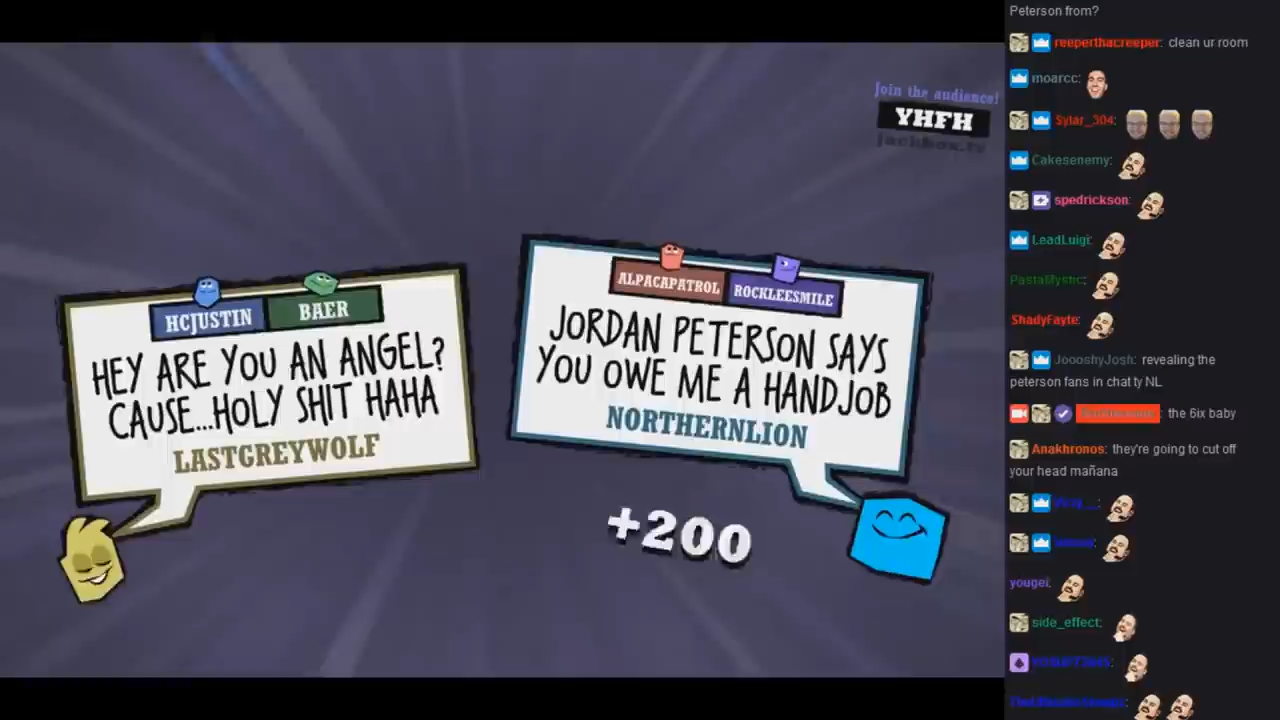 Join the audience!
YHFH
jackbox.tv
HCJUSTIN
BAER
HEY ARE YOU AN ANGEL?
CAUSE...HOLY SHIT HAHA
LASTGREYWOLF
ALPACAPATROL
ROCKLEESMILE
JORDAN PETERSON SAYS
YOU OWE ME A HANDJOB
NORTHERNLION
+200
Peterson from?
reeperthacreeper: clean ur room
moarcc:
Sylar_304:
Cakesenemy:
spedrickson:
LeadLuigi:
PastaMystic:
ShadyFayte:
JoooshyJosh: revealing the
peterson fans in chat ty NL
the 6ix baby
Anakhronos: they're going to cut off
your head mañana
yougei:
side_effect: